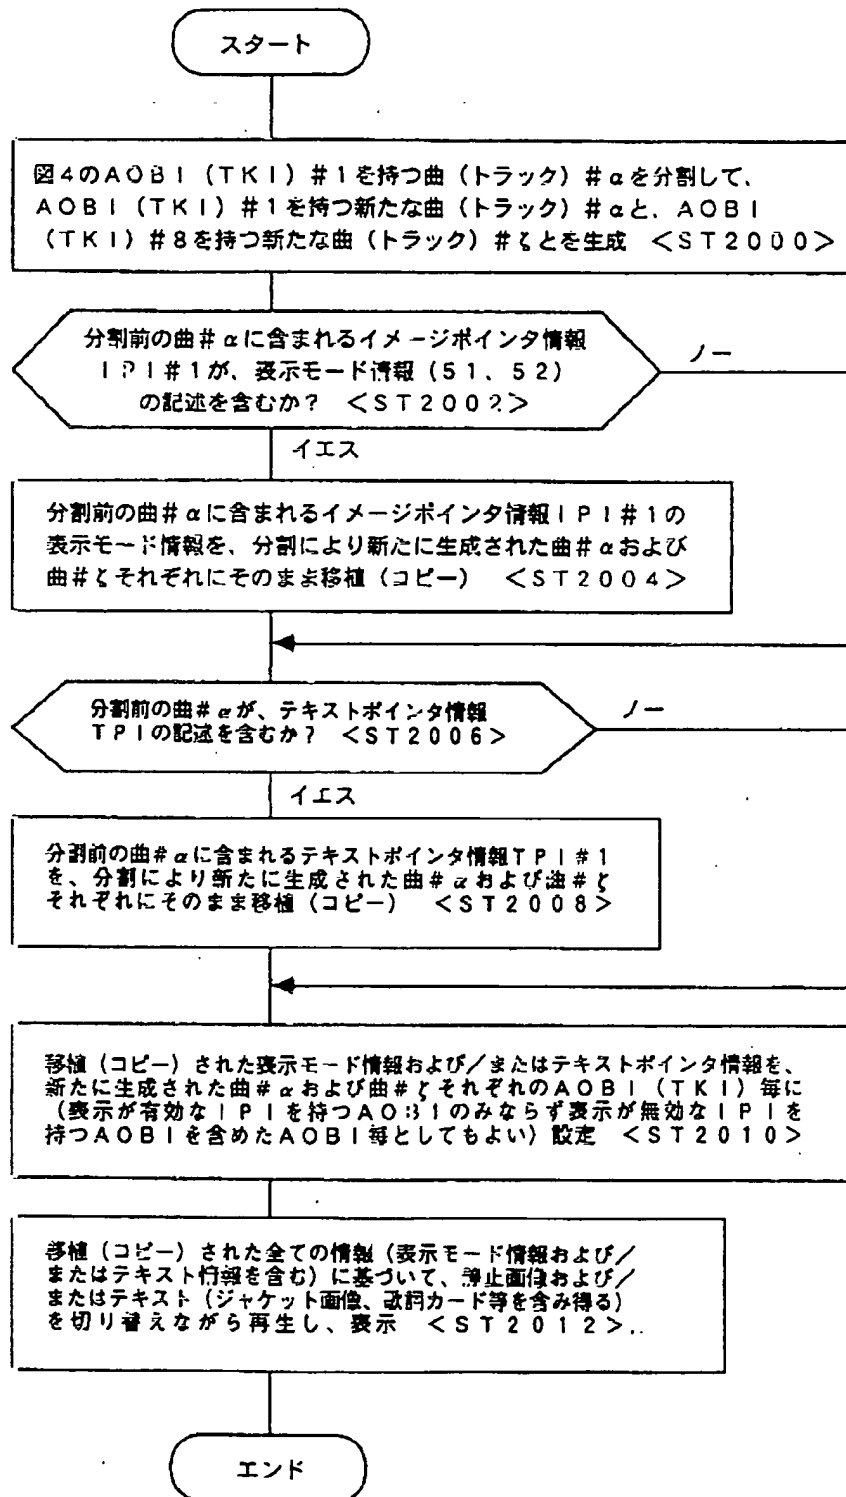 スタート
図4のAOBI(TKI)#1を持つ曲(トラック)#αを分割して、
AOBI(TKI)#1を持つ新たな曲(トラック)#αと、AOBI
(TKI)#8を持つ新たな曲(トラック)#ζとを生成 <ST2000>
分割前の曲#αに含まれるイメージポインタ情報
IPI#1が、表示モード情報(51、52)
の記述を含むか? <ST2002>
ノー
イエス
分割前の曲#αに含まれるイメージポインタ情報IPI#1の
表示モード情報を、分割により新たに生成された曲#αおよび
曲#ζそれぞれにそのまま移植(コピー) <ST2004>
分割前の曲#αが、テキストポインタ情報
TPIの記述を含むか? <ST2006>
ノー
イエス
分割前の曲#αに含まれるテキストポインタ情報TPI#1
を、分割により新たに生成された曲#αおよび曲#ζ
それぞれにそのまま移植(コピー) <ST2008>
移植(コピー)された表示モード情報および/またはテキストポインタ情報を、
新たに生成された曲#αおよび曲#ζそれぞれのAOBI(TKI)毎に
(表示が有効なIPIを持つAOBIのみならず表示が無効なIPIを
持つAOBIを含めたAOBI毎としてもよい)設定 <ST2010>
移植(コピー)された全ての情報(表示モード情報および/
またはテキスト情報を含む)に基づいて、静止画像および/
またはテキスト(ジャケット画像、歌詞カード等を含み得る)
を切り替えながら再生し、表示 <ST2012>
エンド